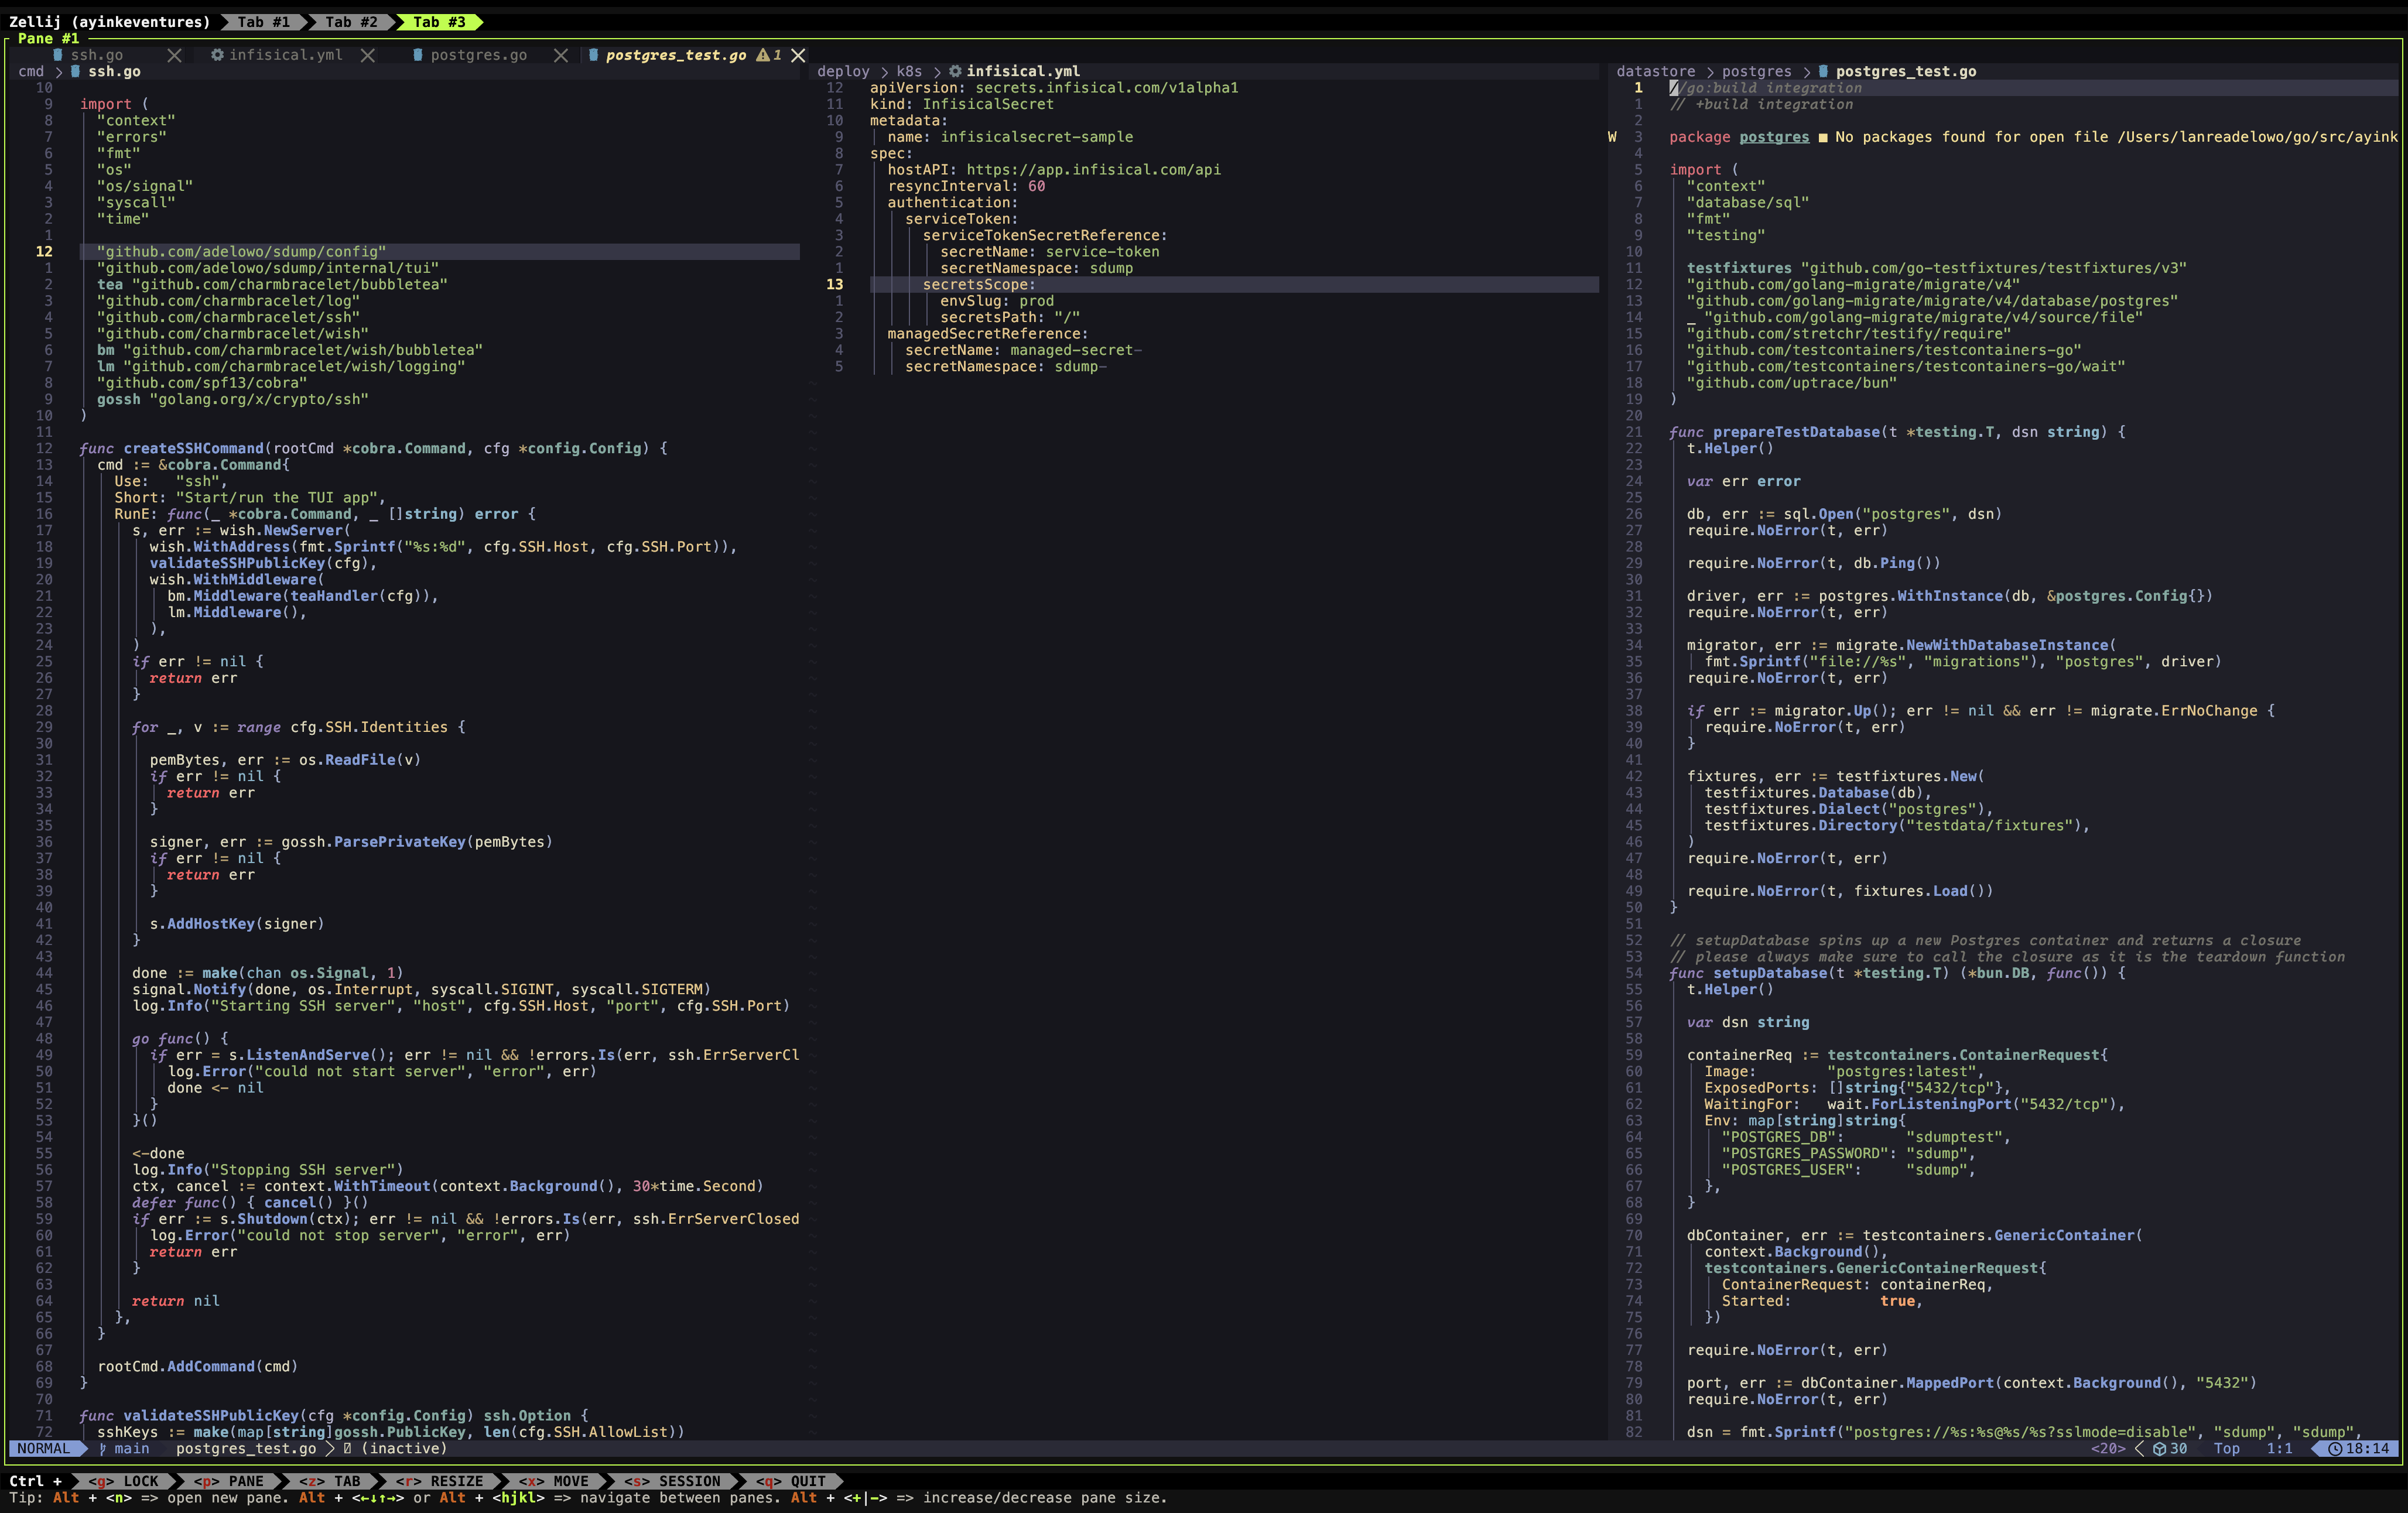 Zellij (ayinkeventures) Tab #1 Tab #2 Tab #3
Pane #1
ssh.go infisical.yml postgres.go postgres_test.go 1
cmd > ssh.go
10
9 import (
8 "context"
7 "errors"
6 "fmt"
5 "os"
4 "os/signal"
3 "syscall"
2 "time"
1
12 "github.com/adelowo/sdump/config"
1 "github.com/adelowo/sdump/internal/tui"
2 tea "github.com/charmbracelet/bubbletea"
3 "github.com/charmbracelet/log"
4 "github.com/charmbracelet/ssh"
5 "github.com/charmbracelet/wish"
6 bm "github.com/charmbracelet/wish/bubbletea"
7 lm "github.com/charmbracelet/wish/logging"
8 "github.com/spf13/cobra"
9 gossh "golang.org/x/crypto/ssh"
10 )
11
12 func createSSHCommand(rootCmd *cobra.Command, cfg *config.Config) {
13 cmd := &cobra.Command{
14 Use: "ssh",
15 Short: "Start/run the TUI app",
16 RunE: func(_ *cobra.Command, _ []string) error {
17 s, err := wish.NewServer(
18 wish.WithAddress(fmt.Sprintf("%s:%d", cfg.SSH.Host, cfg.SSH.Port)),
19 validateSSHPublicKey(cfg),
20 wish.WithMiddleware(
21 bm.Middleware(teaHandler(cfg)),
22 lm.Middleware(),
23 ),
24 )
25 if err != nil {
26 return err
27 }
28
29 for _, v := range cfg.SSH.Identities {
30
31 pemBytes, err := os.ReadFile(v)
32 if err != nil {
33 return err
34 }
35
36 signer, err := gossh.ParsePrivateKey(pemBytes)
37 if err != nil {
38 return err
39 }
40
41 s.AddHostKey(signer)
42 }
43
44 done := make(chan os.Signal, 1)
45 signal.Notify(done, os.Interrupt, syscall.SIGINT, syscall.SIGTERM)
46 log.Info("Starting SSH server", "host", cfg.SSH.Host, "port", cfg.SSH.Port)
47
48 go func() {
49 if err = s.ListenAndServe(); err != nil && !errors.Is(err, ssh.ErrServerCl
50 log.Error("could not start server", "error", err)
51 done <- nil
52 }
53 }()
54
55 <-done
56 log.Info("Stopping SSH server")
57 ctx, cancel := context.WithTimeout(context.Background(), 30*time.Second)
58 defer func() { cancel() }()
59 if err := s.Shutdown(ctx); err != nil && !errors.Is(err, ssh.ErrServerClosed
60 log.Error("could not stop server", "error", err)
61 return err
62 }
63
64 return nil
65 },
66 }
67
68 rootCmd.AddCommand(cmd)
69 }
70
71 func validateSSHPublicKey(cfg *config.Config) ssh.Option {
72 sshKeys := make(map[string]gossh.PublicKey, len(cfg.SSH.AllowList))
deploy > k8s > infisical.yml
12 apiVersion: secrets.infisical.com/v1alpha1
11 kind: InfisicalSecret
10 metadata:
9 name: infisicalsecret-sample
8 spec:
7 hostAPI: https://app.infisical.com/api
6 resyncInterval: 60
5 authentication:
4 serviceToken:
3 serviceTokenSecretReference:
2 secretName: service-token
1 secretNamespace: sdump
13 secretsScope:
1 envSlug: prod
2 secretsPath: "/"
3 managedSecretReference:
4 secretName: managed-secret-
5 secretNamespace: sdump-
datastore > postgres > postgres_test.go
1 //go:build integration
1 // +build integration
2
W 3 package postgres ■ No packages found for open file /Users/lanreadelowo/go/src/ayink
4
5 import (
6 "context"
7 "database/sql"
8 "fmt"
9 "testing"
10
11 testfixtures "github.com/go-testfixtures/testfixtures/v3"
12 "github.com/golang-migrate/migrate/v4"
13 "github.com/golang-migrate/migrate/v4/database/postgres"
14 _ "github.com/golang-migrate/migrate/v4/source/file"
15 "github.com/stretchr/testify/require"
16 "github.com/testcontainers/testcontainers-go"
17 "github.com/testcontainers/testcontainers-go/wait"
18 "github.com/uptrace/bun"
19 )
20
21 func prepareTestDatabase(t *testing.T, dsn string) {
22 t.Helper()
23
24 var err error
25
26 db, err := sql.Open("postgres", dsn)
27 require.NoError(t, err)
28
29 require.NoError(t, db.Ping())
30
31 driver, err := postgres.WithInstance(db, &postgres.Config{})
32 require.NoError(t, err)
33
34 migrator, err := migrate.NewWithDatabaseInstance(
35 fmt.Sprintf("file://%s", "migrations"), "postgres", driver)
36 require.NoError(t, err)
37
38 if err := migrator.Up(); err != nil && err != migrate.ErrNoChange {
39 require.NoError(t, err)
40 }
41
42 fixtures, err := testfixtures.New(
43 testfixtures.Database(db),
44 testfixtures.Dialect("postgres"),
45 testfixtures.Directory("testdata/fixtures"),
46 )
47 require.NoError(t, err)
48
49 require.NoError(t, fixtures.Load())
50 }
51
52 // setupDatabase spins up a new Postgres container and returns a closure
53 // please always make sure to call the closure as it is the teardown function
54 func setupDatabase(t *testing.T) (*bun.DB, func()) {
55 t.Helper()
56
57 var dsn string
58
59 containerReq := testcontainers.ContainerRequest{
60 Image: "postgres:latest",
61 ExposedPorts: []string{"5432/tcp"},
62 WaitingFor: wait.ForListeningPort("5432/tcp"),
63 Env: map[string]string{
64 "POSTGRES_DB": "sdumptest",
65 "POSTGRES_PASSWORD": "sdump",
66 "POSTGRES_USER": "sdump",
67 },
68 }
69
70 dbContainer, err := testcontainers.GenericContainer(
71 context.Background(),
72 testcontainers.GenericContainerRequest{
73 ContainerRequest: containerReq,
74 Started: true,
75 })
76
77 require.NoError(t, err)
78
79 port, err := dbContainer.MappedPort(context.Background(), "5432")
80 require.NoError(t, err)
81
82 dsn = fmt.Sprintf("postgres://%s:%s@%s/%s?sslmode=disable", "sdump", "sdump",
NORMAL main postgres_test.go > (inactive) <20> < 30 Top 1:1 18:14
Ctrl + <g> LOCK <p> PANE <z> TAB <r> RESIZE <x> MOVE <s> SESSION <q> QUIT
Tip: Alt + <n> => open new pane. Alt + <←↓↑→> or Alt + <hjkl> => navigate between panes. Alt + <+|-> => increase/decrease pane size.